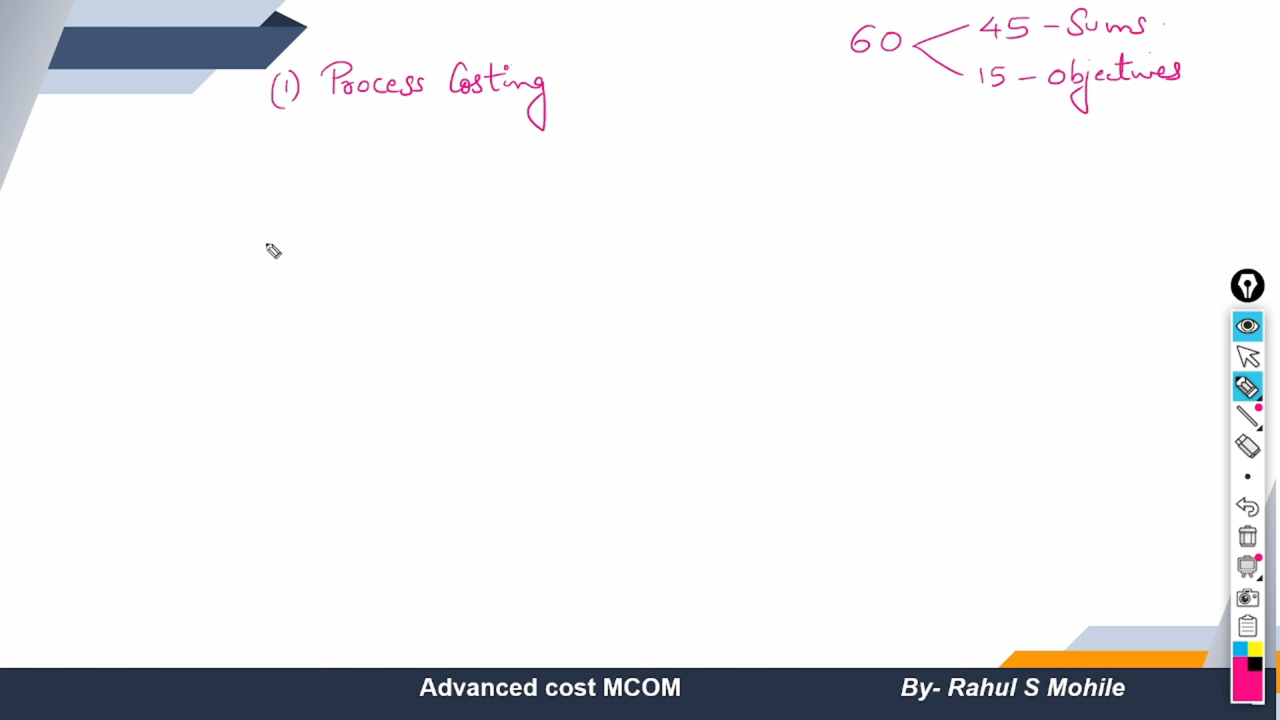 60 < 45 - Sums
15 - Objectives
(1) Process Costing
Advanced cost MCOM
By- Rahul S Mohile